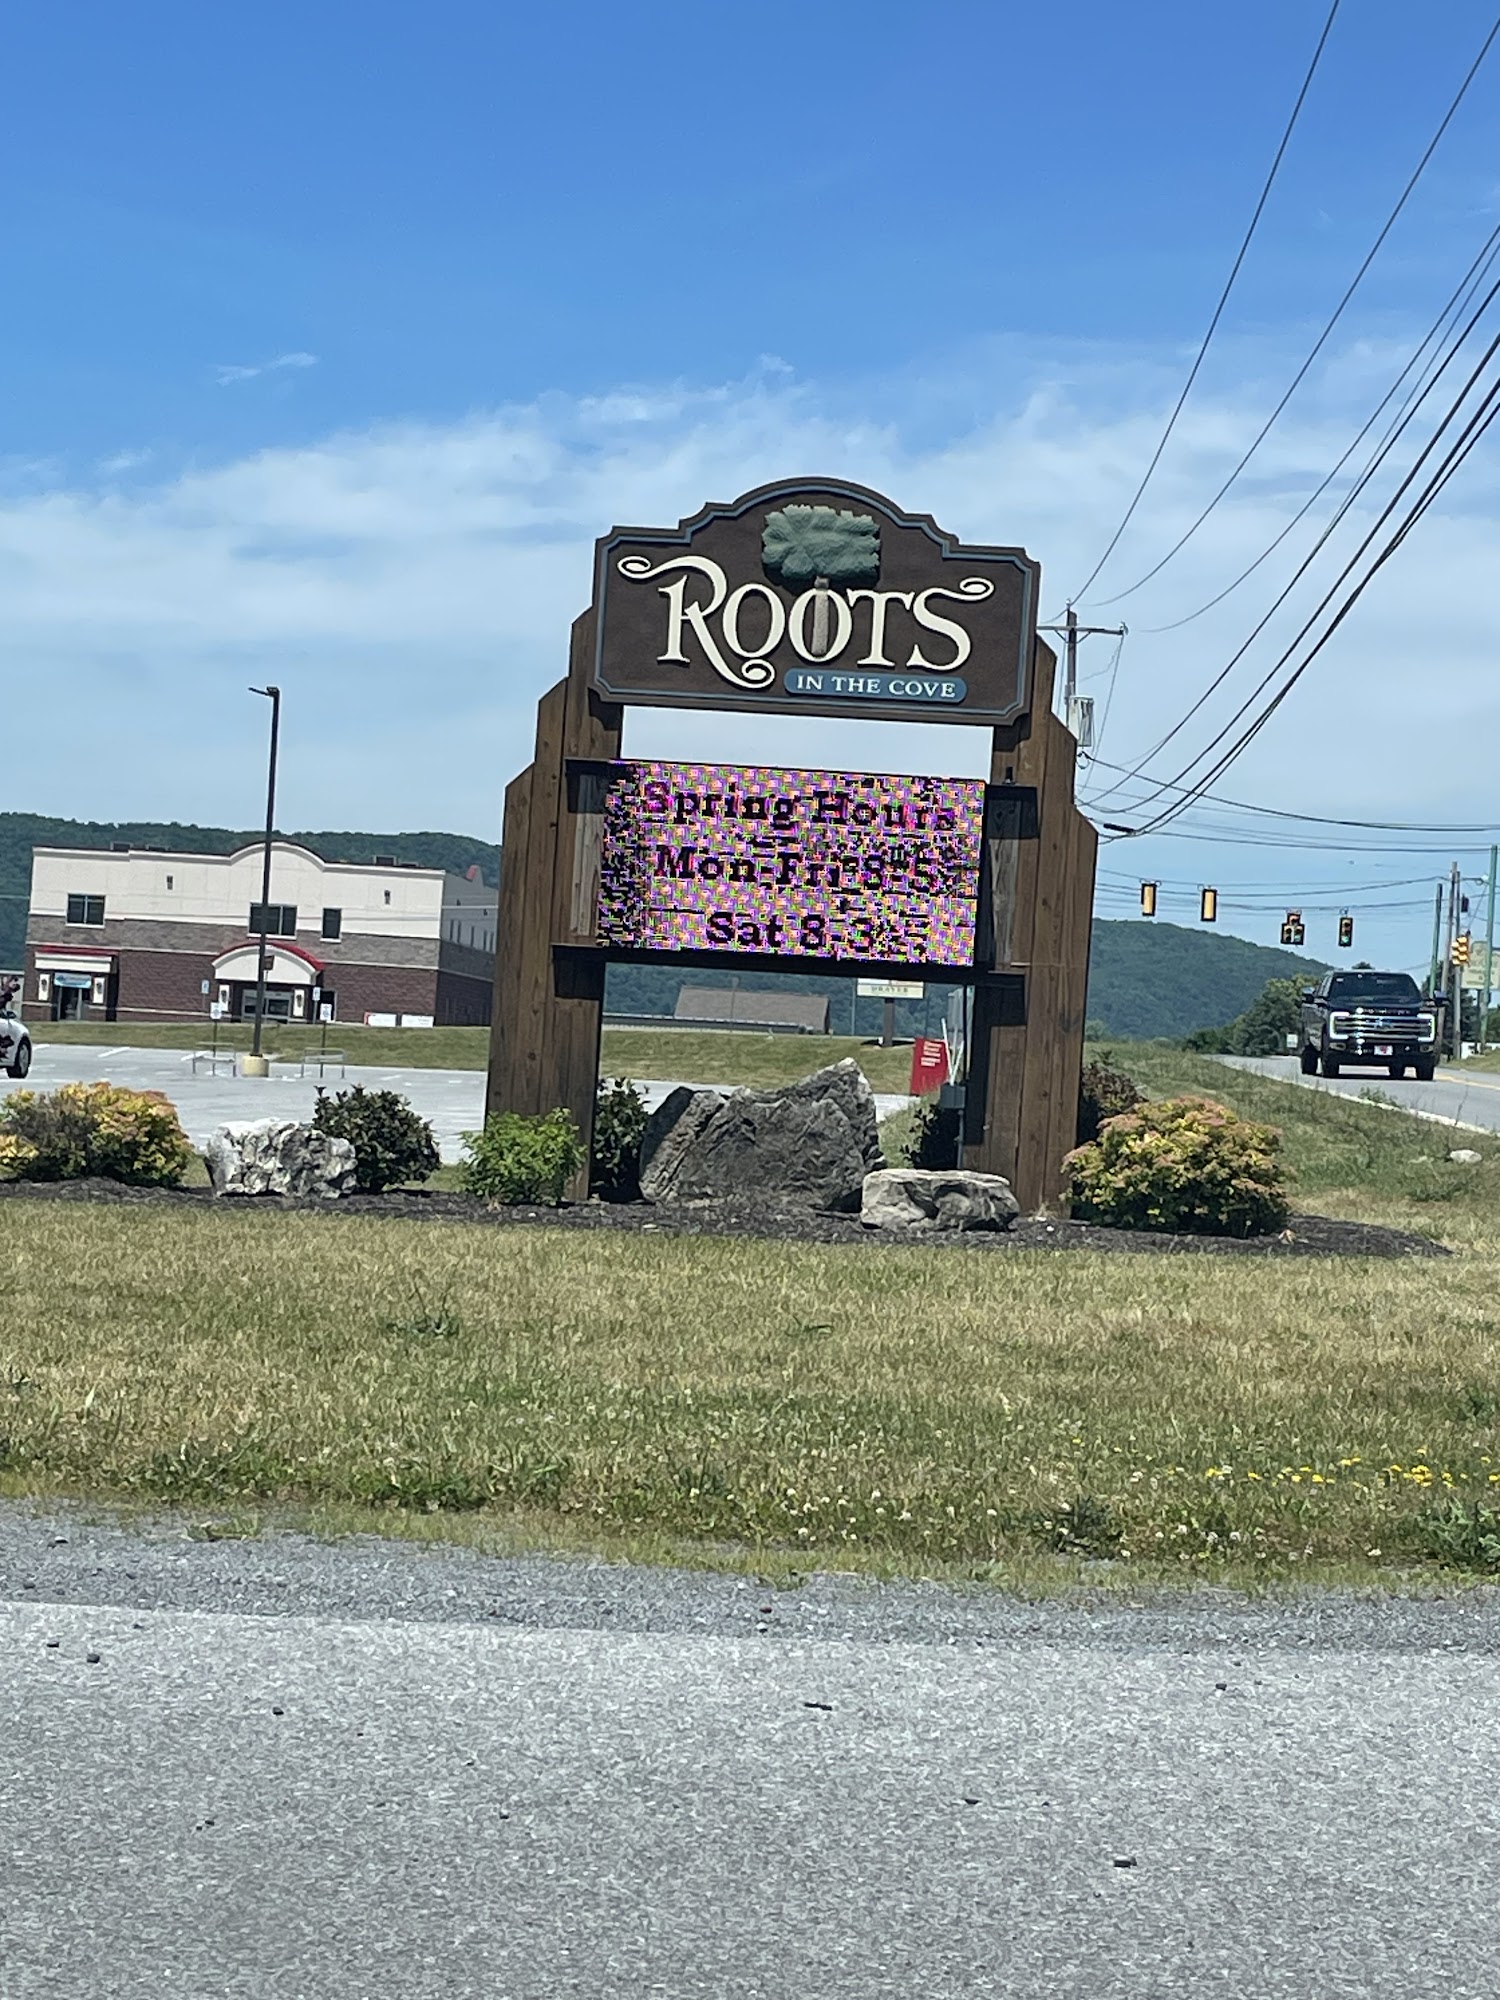 ROOTS
IN THE COVE
Spring Hours
Mon-Fri 8-5
Sat 8-3